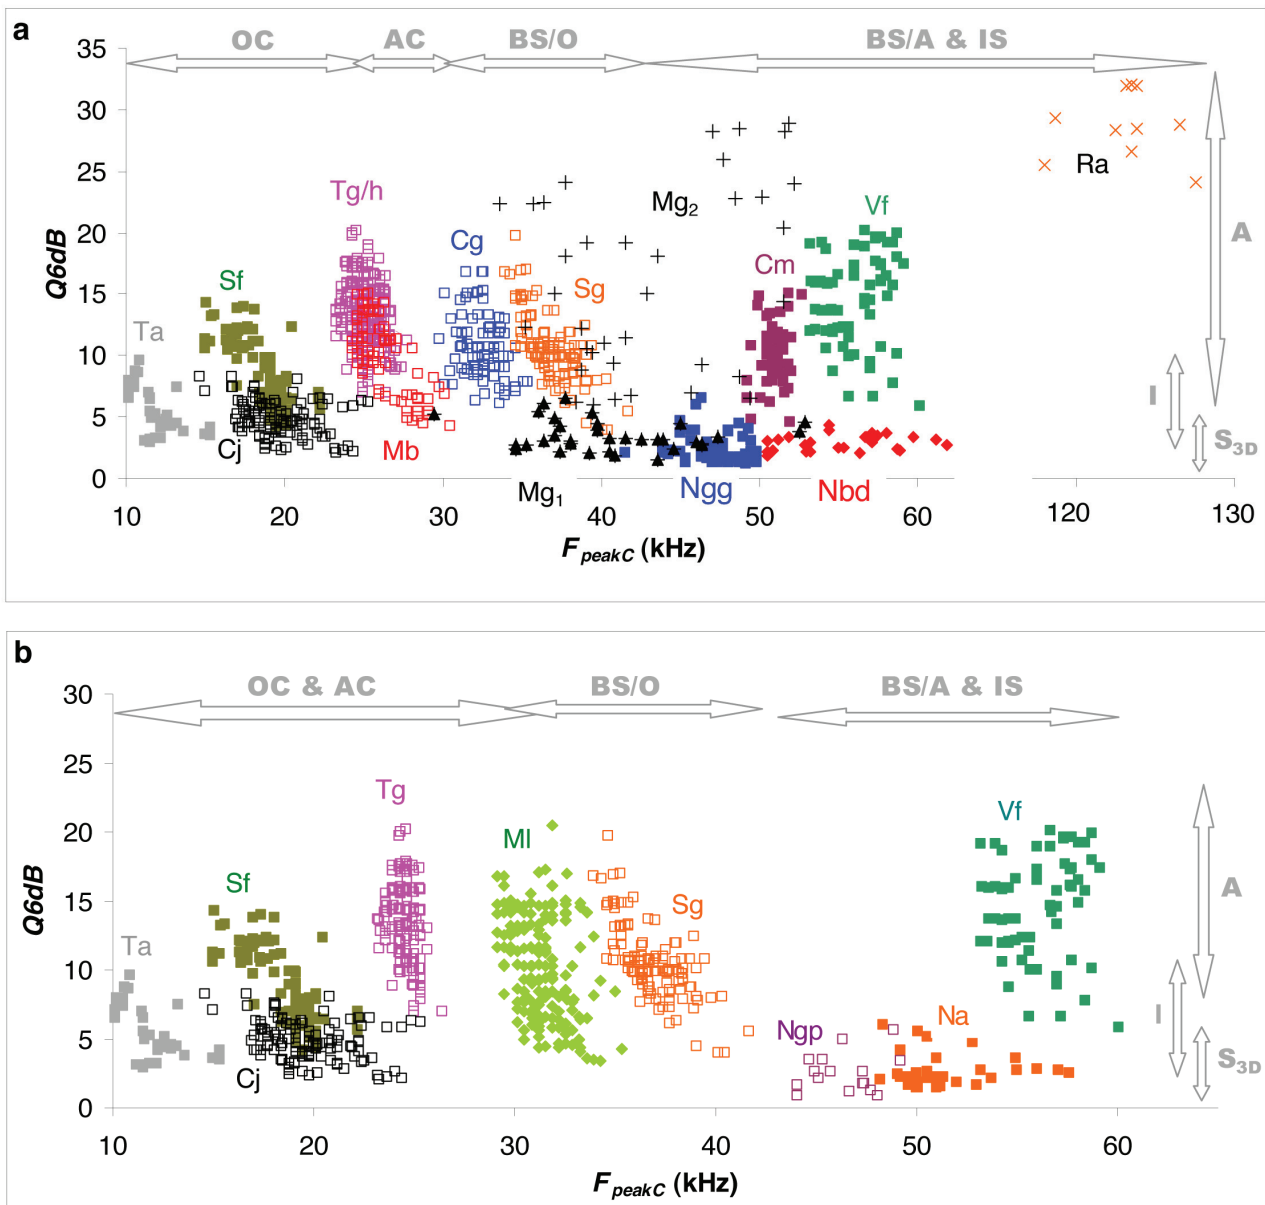 a
OC AC BS/O BS/A & IS
35
30
25
20
15
10
5
0
Q6dB
Ta
Sf
Cj
Tg/h
Mb
Cg
Sg
Mg1
Mg2
Ngg
Cm
Vf
Nbd
Ra
A
I
S3D
10 20 30 40 50 60 120 130
FpeakC (kHz)
b
OC & AC BS/O BS/A & IS
30
25
20
15
10
5
0
Q6dB
Ta
Sf
Cj
Tg
Ml
Sg
Ngp
Na
Vf
A
I
S3D
10 20 30 40 50 60
FpeakC (kHz)